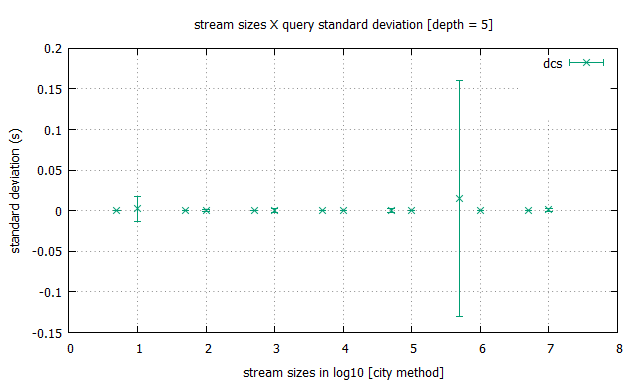 stream sizes X query standard deviation [depth = 5]
dcs
0.2
0.15
0.1
0.05
0
-0.05
-0.1
-0.15
standard deviation (s)
0 1 2 3 4 5 6 7 8
stream sizes in log10 [city method]